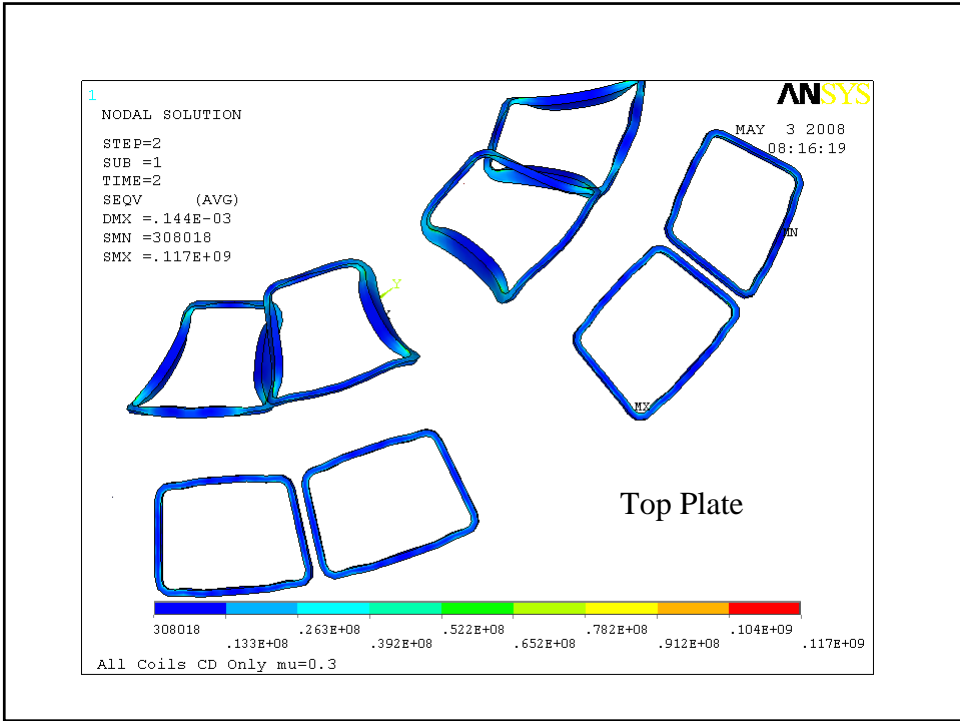 1
ANSYS
NODAL SOLUTION
MAY  3 2008
08:16:19
STEP=2
SUB =1
TIME=2
SEQV     (AVG)
DMX =.144E-03
SMN =308018
SMX =.117E+09
MN
Y
MX
Top Plate
308018 .263E+08 .522E+08 .782E+08 .104E+09
.133E+08 .392E+08 .652E+08 .912E+08 .117E+09
All Coils CD Only mu=0.3